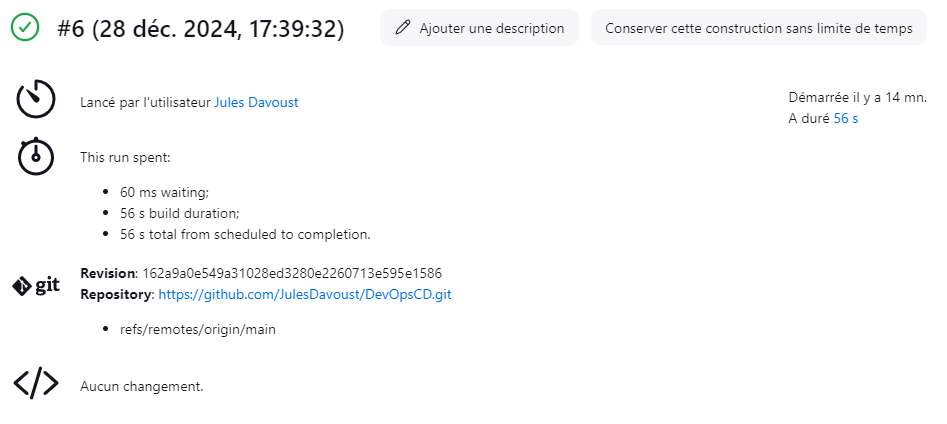 #6 (28 déc. 2024, 17:39:32)
Ajouter une description
Conserver cette construction sans limite de temps
Lancé par l'utilisateur Jules Davoust
Démarrée il y a 14 mn.
A duré 56 s
This run spent:
60 ms waiting;
56 s build duration;
56 s total from scheduled to completion.
git
Revision: 162a9a0e549a31028ed3280e2260713e595e1586
Repository: https://github.com/JulesDavoust/DevOpsCD.git
refs/remotes/origin/main
Aucun changement.